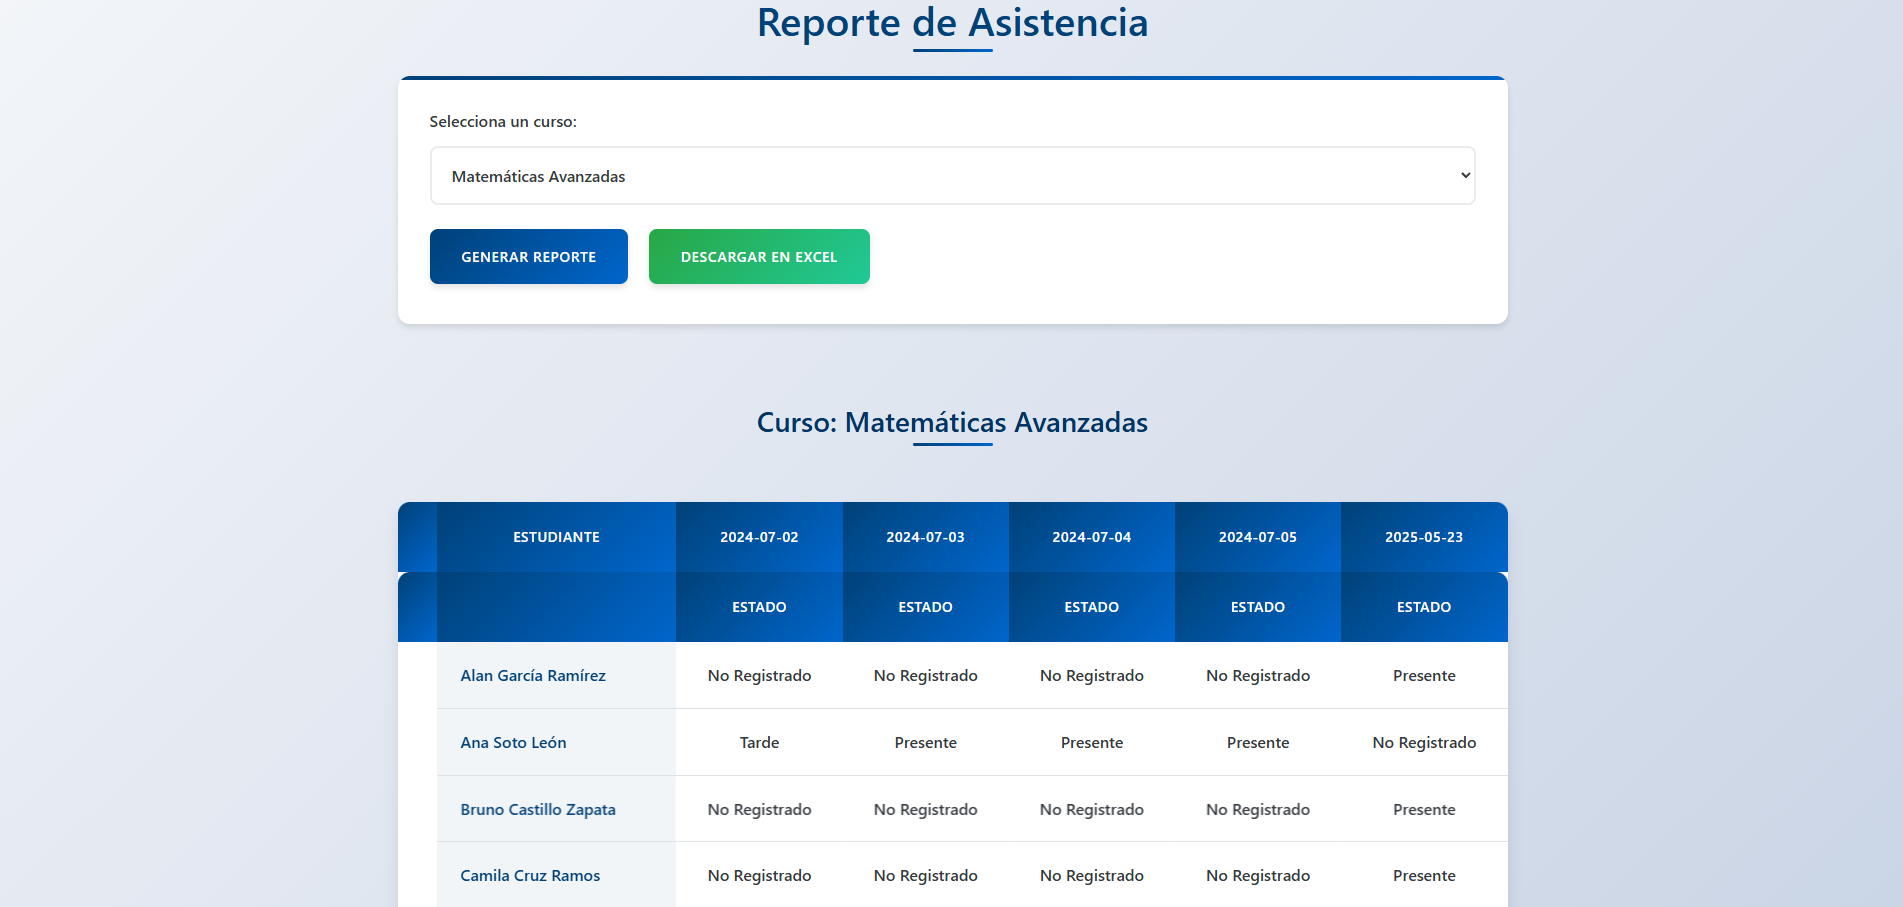 Reporte de Asistencia
Selecciona un curso:
Matemáticas Avanzadas
GENERAR REPORTE DESCARGAR EN EXCEL
Curso: Matemáticas Avanzadas
ESTUDIANTE 2024-07-02 2024-07-03 2024-07-04 2024-07-05 2025-05-23
ESTADO ESTADO ESTADO ESTADO ESTADO
Alan García Ramírez No Registrado No Registrado No Registrado No Registrado Presente
Ana Soto León Tarde Presente Presente Presente No Registrado
Bruno Castillo Zapata No Registrado No Registrado No Registrado No Registrado Presente
Camila Cruz Ramos No Registrado No Registrado No Registrado No Registrado Presente